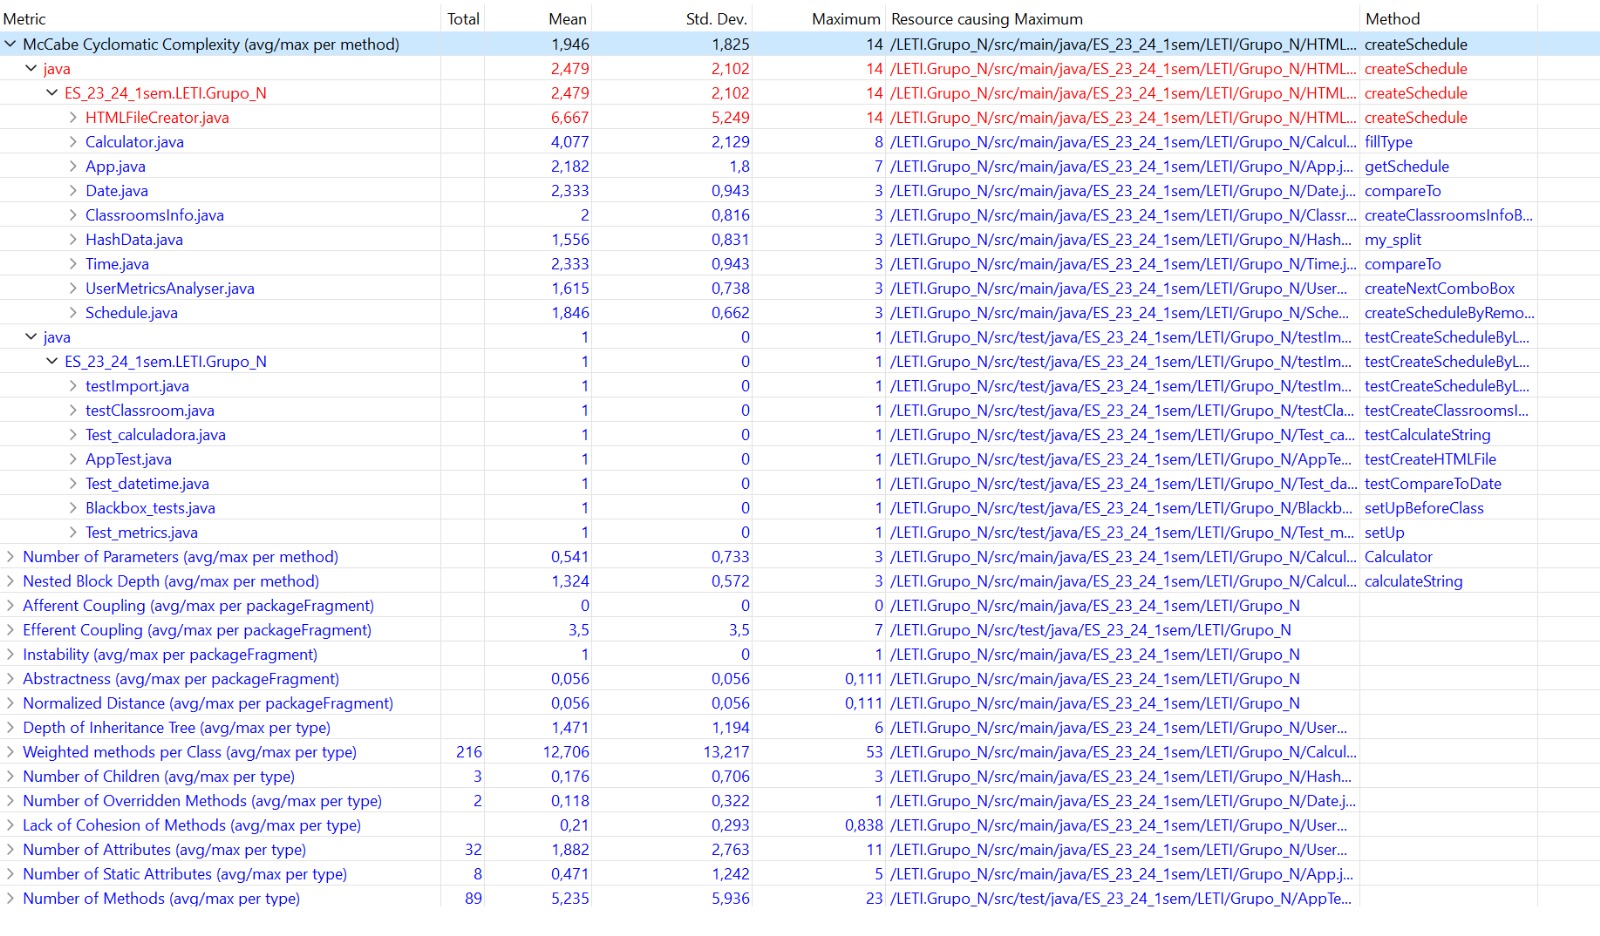 Metric Total Mean Std. Dev. Maximum Resource causing Maximum Method
McCabe Cyclomatic Complexity (avg/max per method) 1,946 1,825 14 /LETI.Grupo_N/src/main/java/ES_23_24_1sem/LETI/Grupo_N/HTML... createSchedule
java 2,479 2,102 14 /LETI.Grupo_N/src/main/java/ES_23_24_1sem/LETI/Grupo_N/HTML... createSchedule
ES_23_24_1sem.LETI.Grupo_N 2,479 2,102 14 /LETI.Grupo_N/src/main/java/ES_23_24_1sem/LETI/Grupo_N/HTML... createSchedule
HTMLFileCreator.java 6,667 5,249 14 /LETI.Grupo_N/src/main/java/ES_23_24_1sem/LETI/Grupo_N/HTML... createSchedule
Calculator.java 4,077 2,129 8 /LETI.Grupo_N/src/main/java/ES_23_24_1sem/LETI/Grupo_N/Calcul... fillType
App.java 2,182 1,8 7 /LETI.Grupo_N/src/main/java/ES_23_24_1sem/LETI/Grupo_N/App.j... getSchedule
Date.java 2,333 0,943 3 /LETI.Grupo_N/src/main/java/ES_23_24_1sem/LETI/Grupo_N/Date.j... compareTo
ClassroomsInfo.java 2 0,816 3 /LETI.Grupo_N/src/main/java/ES_23_24_1sem/LETI/Grupo_N/Classr... createClassroomsInfoB...
HashData.java 1,556 0,831 3 /LETI.Grupo_N/src/main/java/ES_23_24_1sem/LETI/Grupo_N/Hash... my_split
Time.java 2,333 0,943 3 /LETI.Grupo_N/src/main/java/ES_23_24_1sem/LETI/Grupo_N/Time.j... compareTo
UserMetricsAnalyser.java 1,615 0,738 3 /LETI.Grupo_N/src/main/java/ES_23_24_1sem/LETI/Grupo_N/User... createNextComboBox
Schedule.java 1,846 0,662 3 /LETI.Grupo_N/src/main/java/ES_23_24_1sem/LETI/Grupo_N/Sche... createScheduleByRemo...
java 1 0 1 /LETI.Grupo_N/src/test/java/ES_23_24_1sem/LETI/Grupo_N/testIm... testCreateScheduleByL...
ES_23_24_1sem.LETI.Grupo_N 1 0 1 /LETI.Grupo_N/src/test/java/ES_23_24_1sem/LETI/Grupo_N/testIm... testCreateScheduleByL...
testImport.java 1 0 1 /LETI.Grupo_N/src/test/java/ES_23_24_1sem/LETI/Grupo_N/testIm... testCreateScheduleByL...
testClassroom.java 1 0 1 /LETI.Grupo_N/src/test/java/ES_23_24_1sem/LETI/Grupo_N/testCla... testCreateClassroomsI...
Test_calculadora.java 1 0 1 /LETI.Grupo_N/src/test/java/ES_23_24_1sem/LETI/Grupo_N/Test_ca... testCalculateString
AppTest.java 1 0 1 /LETI.Grupo_N/src/test/java/ES_23_24_1sem/LETI/Grupo_N/AppTe... testCreateHTMLFile
Test_datetime.java 1 0 1 /LETI.Grupo_N/src/test/java/ES_23_24_1sem/LETI/Grupo_N/Test_da... testCompareToDate
Blackbox_tests.java 1 0 1 /LETI.Grupo_N/src/test/java/ES_23_24_1sem/LETI/Grupo_N/Blackb... setUpBeforeClass
Test_metrics.java 1 0 1 /LETI.Grupo_N/src/test/java/ES_23_24_1sem/LETI/Grupo_N/Test_m... setUp
Number of Parameters (avg/max per method) 0,541 0,733 3 /LETI.Grupo_N/src/main/java/ES_23_24_1sem/LETI/Grupo_N/Calcul... Calculator
Nested Block Depth (avg/max per method) 1,324 0,572 3 /LETI.Grupo_N/src/main/java/ES_23_24_1sem/LETI/Grupo_N/Calcul... calculateString
Afferent Coupling (avg/max per packageFragment) 0 0 0 /LETI.Grupo_N/src/main/java/ES_23_24_1sem/LETI/Grupo_N
Efferent Coupling (avg/max per packageFragment) 3,5 3,5 7 /LETI.Grupo_N/src/test/java/ES_23_24_1sem/LETI/Grupo_N
Instability (avg/max per packageFragment) 1 0 1 /LETI.Grupo_N/src/main/java/ES_23_24_1sem/LETI/Grupo_N
Abstractness (avg/max per packageFragment) 0,056 0,056 0,111 /LETI.Grupo_N/src/main/java/ES_23_24_1sem/LETI/Grupo_N
Normalized Distance (avg/max per packageFragment) 0,056 0,056 0,111 /LETI.Grupo_N/src/main/java/ES_23_24_1sem/LETI/Grupo_N
Depth of Inheritance Tree (avg/max per type) 1,471 1,194 6 /LETI.Grupo_N/src/main/java/ES_23_24_1sem/LETI/Grupo_N/User...
Weighted methods per Class (avg/max per type) 216 12,706 13,217 53 /LETI.Grupo_N/src/main/java/ES_23_24_1sem/LETI/Grupo_N/Calcul...
Number of Children (avg/max per type) 3 0,176 0,706 3 /LETI.Grupo_N/src/main/java/ES_23_24_1sem/LETI/Grupo_N/Hash...
Number of Overridden Methods (avg/max per type) 2 0,118 0,322 1 /LETI.Grupo_N/src/main/java/ES_23_24_1sem/LETI/Grupo_N/Date.j...
Lack of Cohesion of Methods (avg/max per type) 0,21 0,293 0,838 /LETI.Grupo_N/src/main/java/ES_23_24_1sem/LETI/Grupo_N/User...
Number of Attributes (avg/max per type) 32 1,882 2,763 11 /LETI.Grupo_N/src/main/java/ES_23_24_1sem/LETI/Grupo_N/User...
Number of Static Attributes (avg/max per type) 8 0,471 1,242 5 /LETI.Grupo_N/src/main/java/ES_23_24_1sem/LETI/Grupo_N/App.j...
Number of Methods (avg/max per type) 89 5,235 5,936 23 /LETI.Grupo_N/src/test/java/ES_23_24_1sem/LETI/Grupo_N/AppTe...